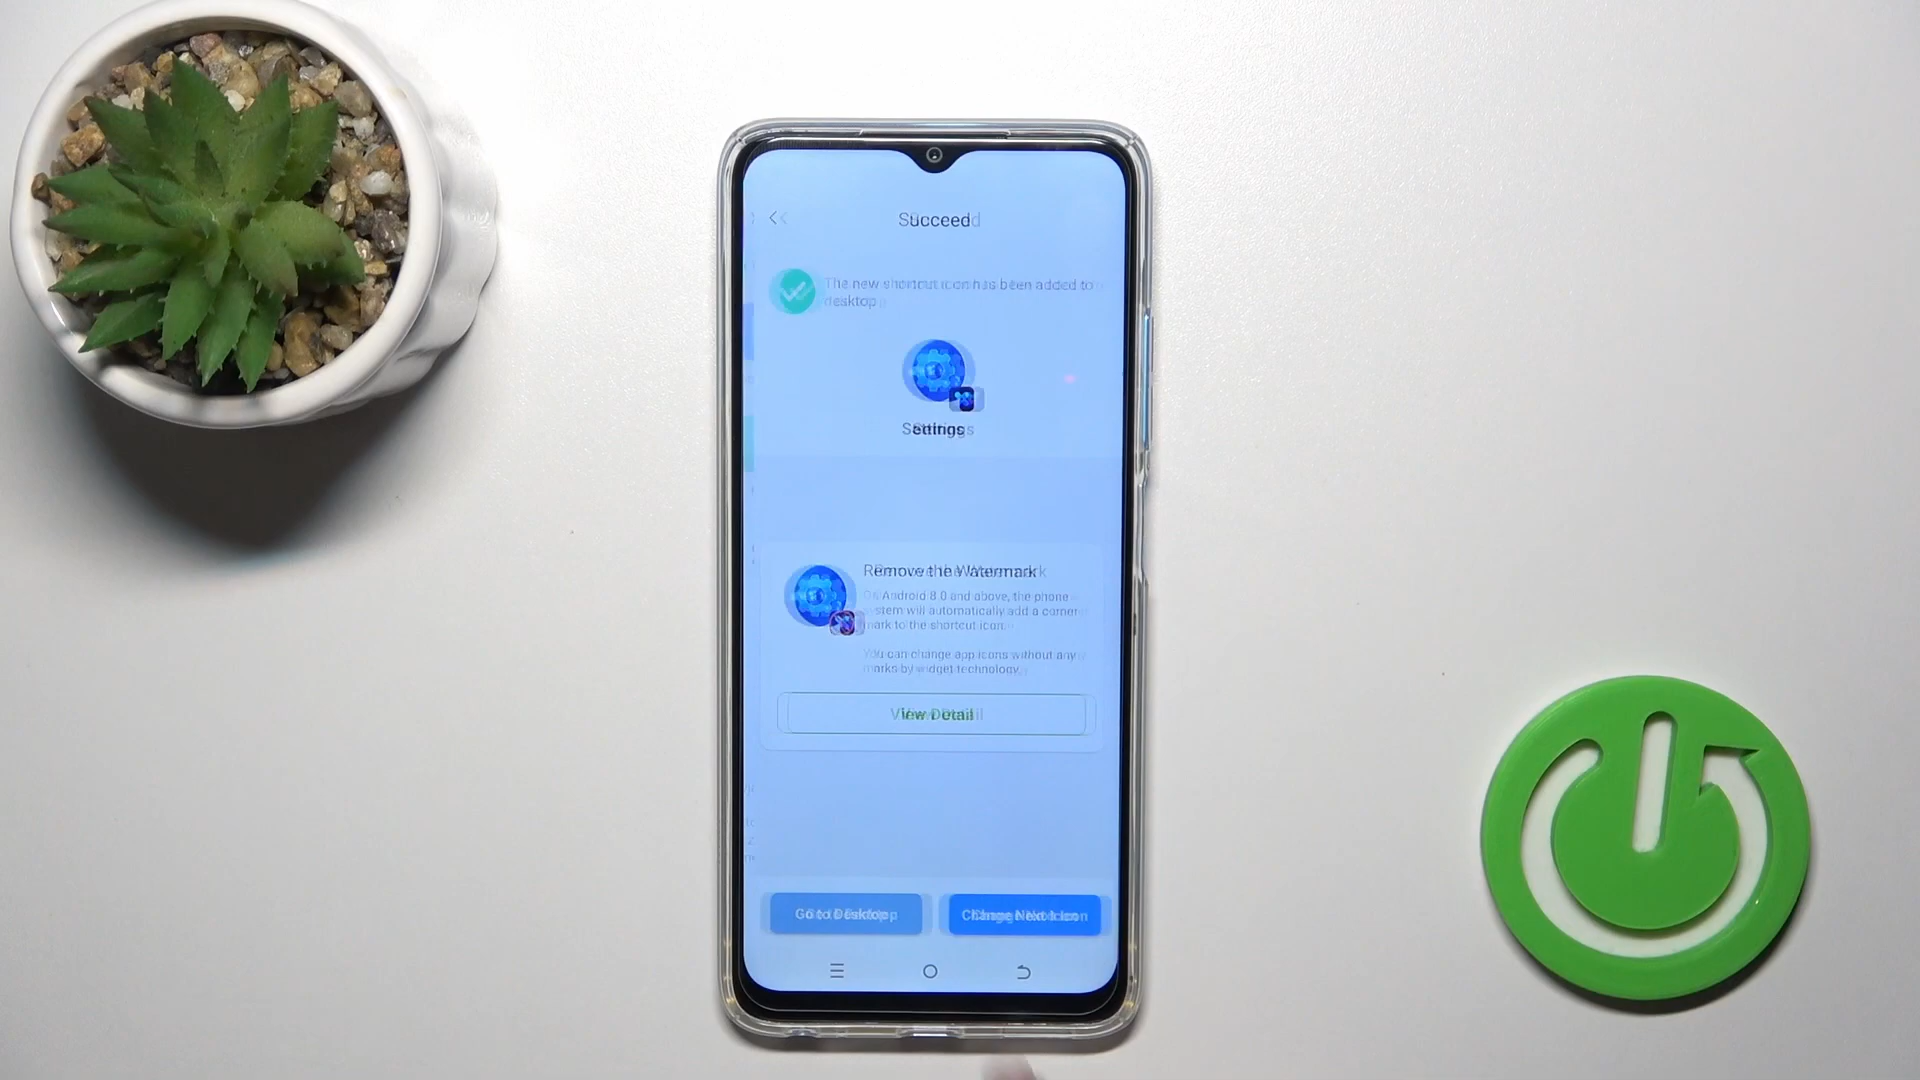 Succeed
The new shortcut icon has been added to
desktop
Settings
Remove the Watermark
On Android 8.0 and above, the phone
system will automatically add a corner
mark to the shortcut icon.
You can change app icons without any
marks by widget technology.
View Detail
Go to Desktop
Change Next Icon